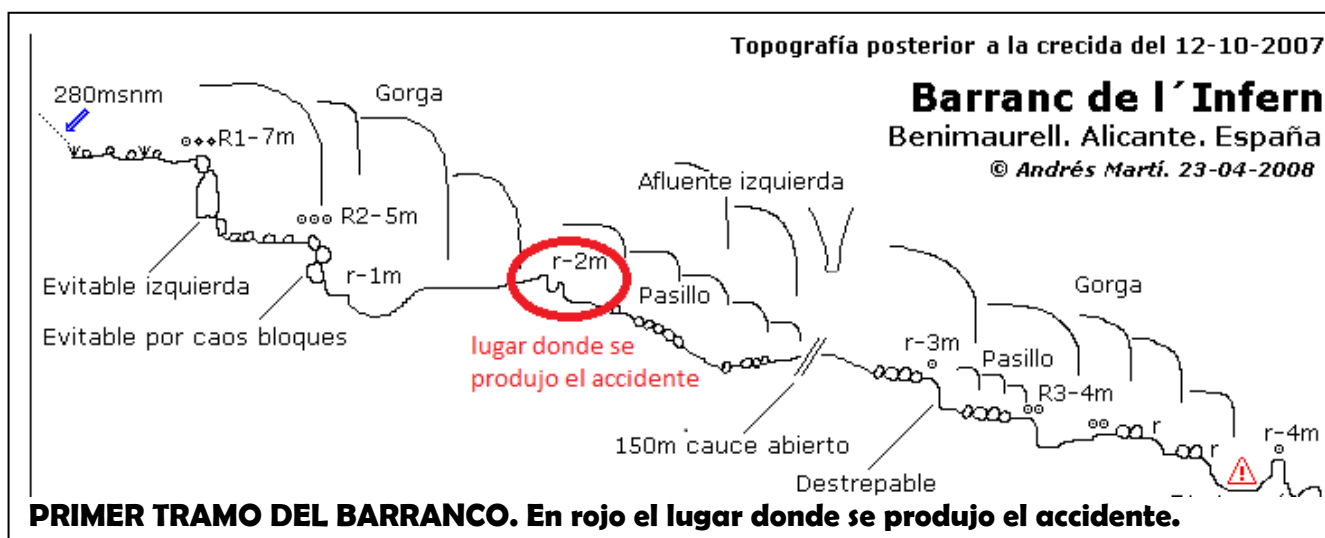 Topografía posterior a la crecida del 12-10-2007
Barranc de l´Infern
Benimaurell. Alicante. España
© Andrés Martí. 23-04-2008
280msnm
Gorga
R1-7m
Afluente izquierda
R2-5m
r-2m
Evitable izquierda
r-1m
Pasillo
Gorga
Evitable por caos bloques
lugar donde se
produjo el accidente
r-3m
Pasillo
R3-4m
150m cauce abierto
r
r
r-4m
Destrepable
PRIMER TRAMO DEL BARRANCO. En rojo el lugar donde se produjo el accidente.